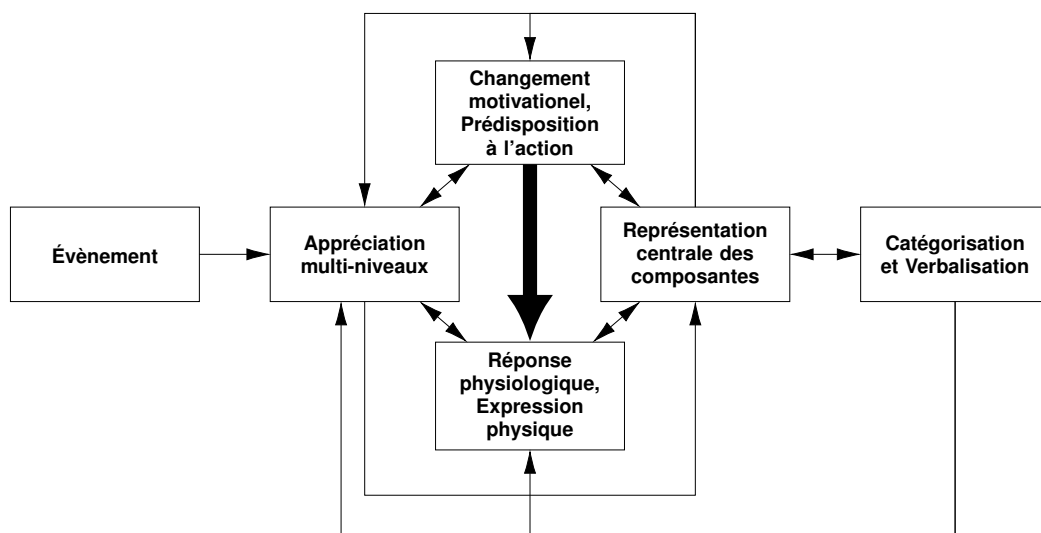 Changement
motivationel,
Prédisposition
à l'action
Évènement
Appréciation
multi-niveaux
Représentation
centrale des
composantes
Catégorisation
et Verbalisation
Réponse
physiologique,
Expression
physique